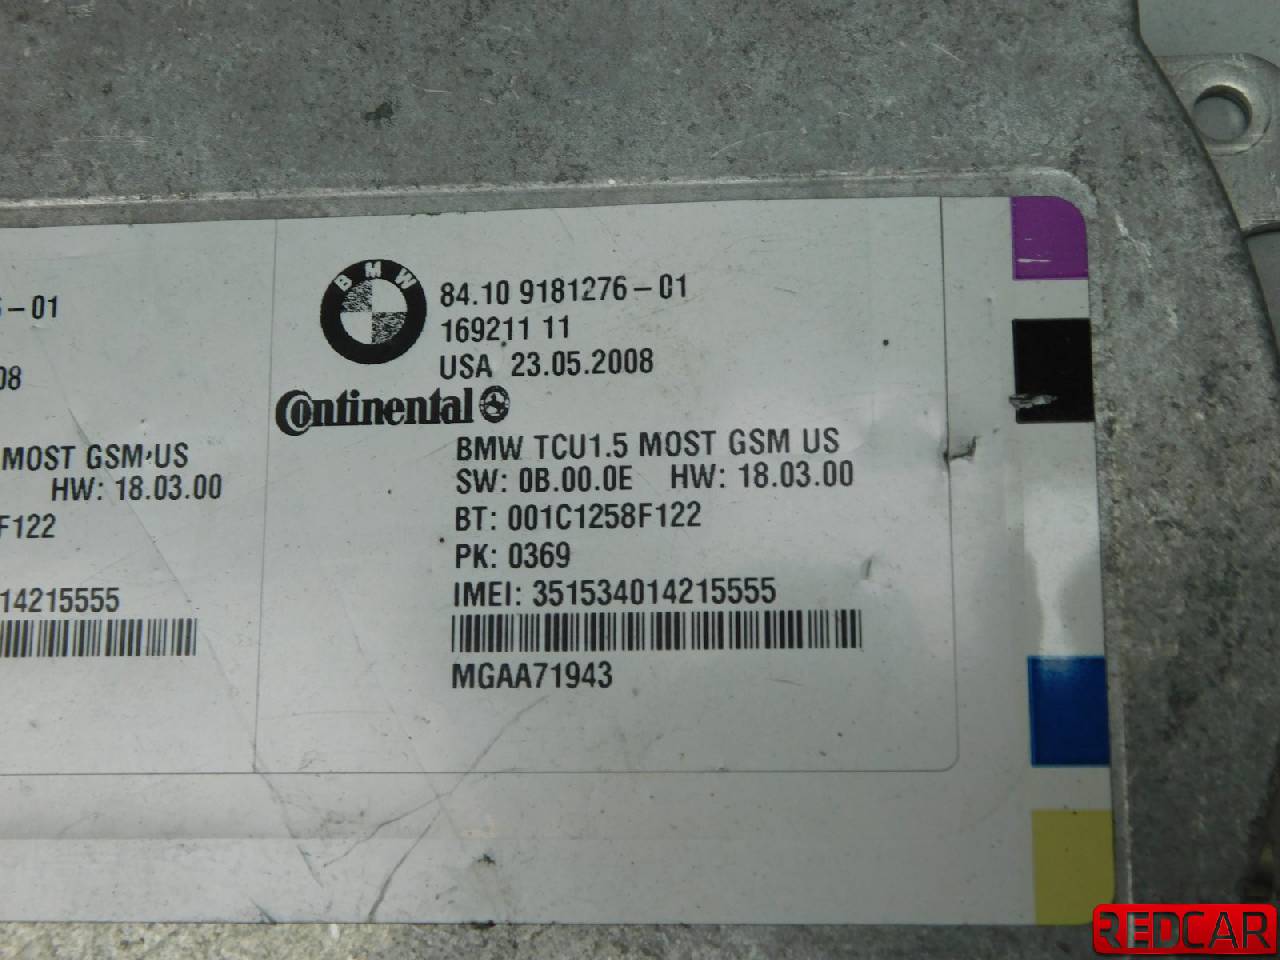 6-01
08
MOST GSM US
HW: 18.03.00
F122
14215555
BMW
84.10 9181276-01
169211 11
USA 23.05.2008
Continental
BMW TCU1.5 MOST GSM US
SW: 0B.00.0E HW: 18.03.00
BT: 001C1258F122
PK: 0369
IMEI: 351534014215555
MGAA71943
REDCAR